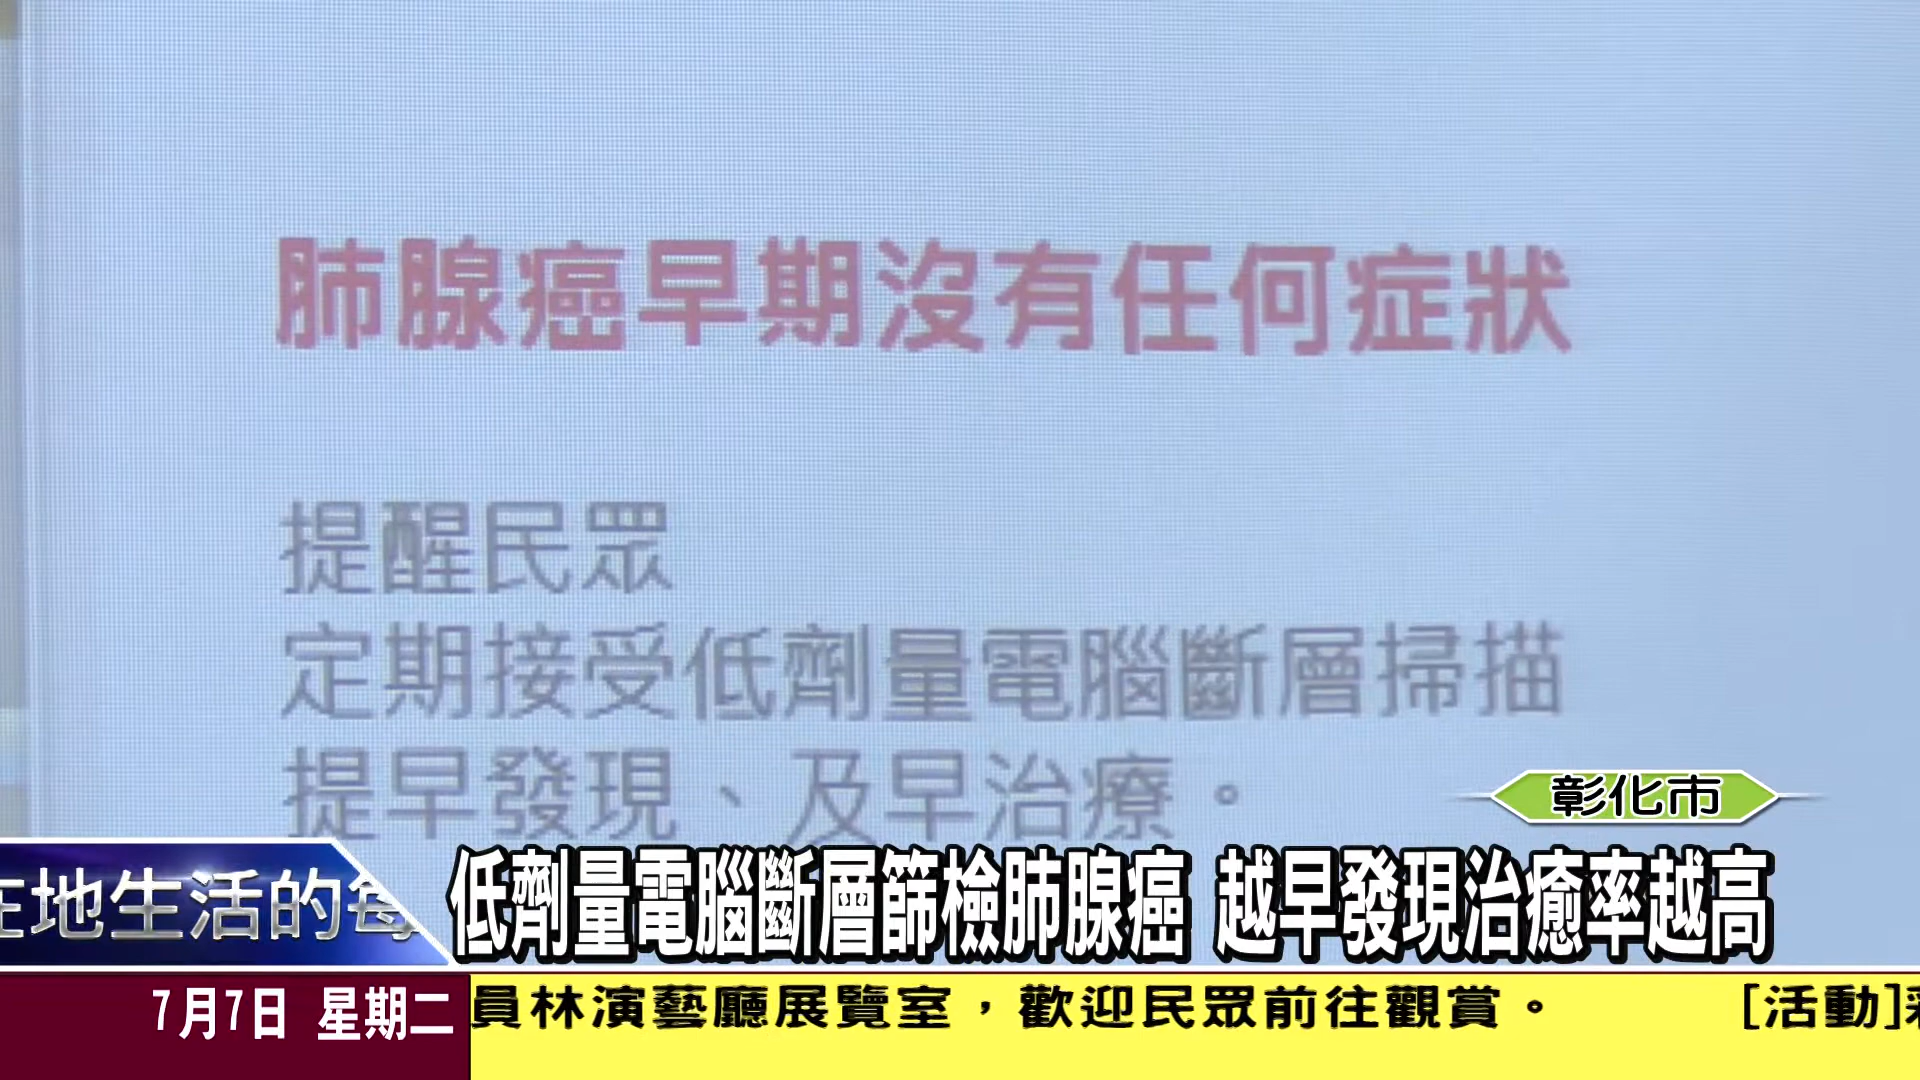 肺腺癌早期沒有任何症狀
提醒民眾
定期接受低劑量電腦斷層掃描
提早發現、及早治療。
彰化市
在地生活的每
低劑量電腦斷層篩檢肺腺癌 越早發現治癒率越高
7月7日 星期二
員林演藝廳展覽室，歡迎民眾前往觀賞。 [活動]彩